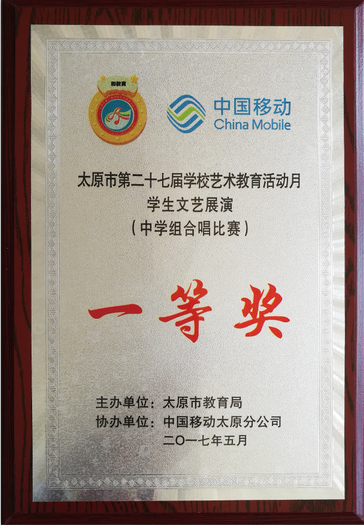 中国移动
China Mobile
太原市第二十七届学校艺术教育活动月
学生文艺展演
（中学组合唱比赛）
一等奖
主办单位：太原市教育局
协办单位：中国移动太原分公司
二〇一七年五月